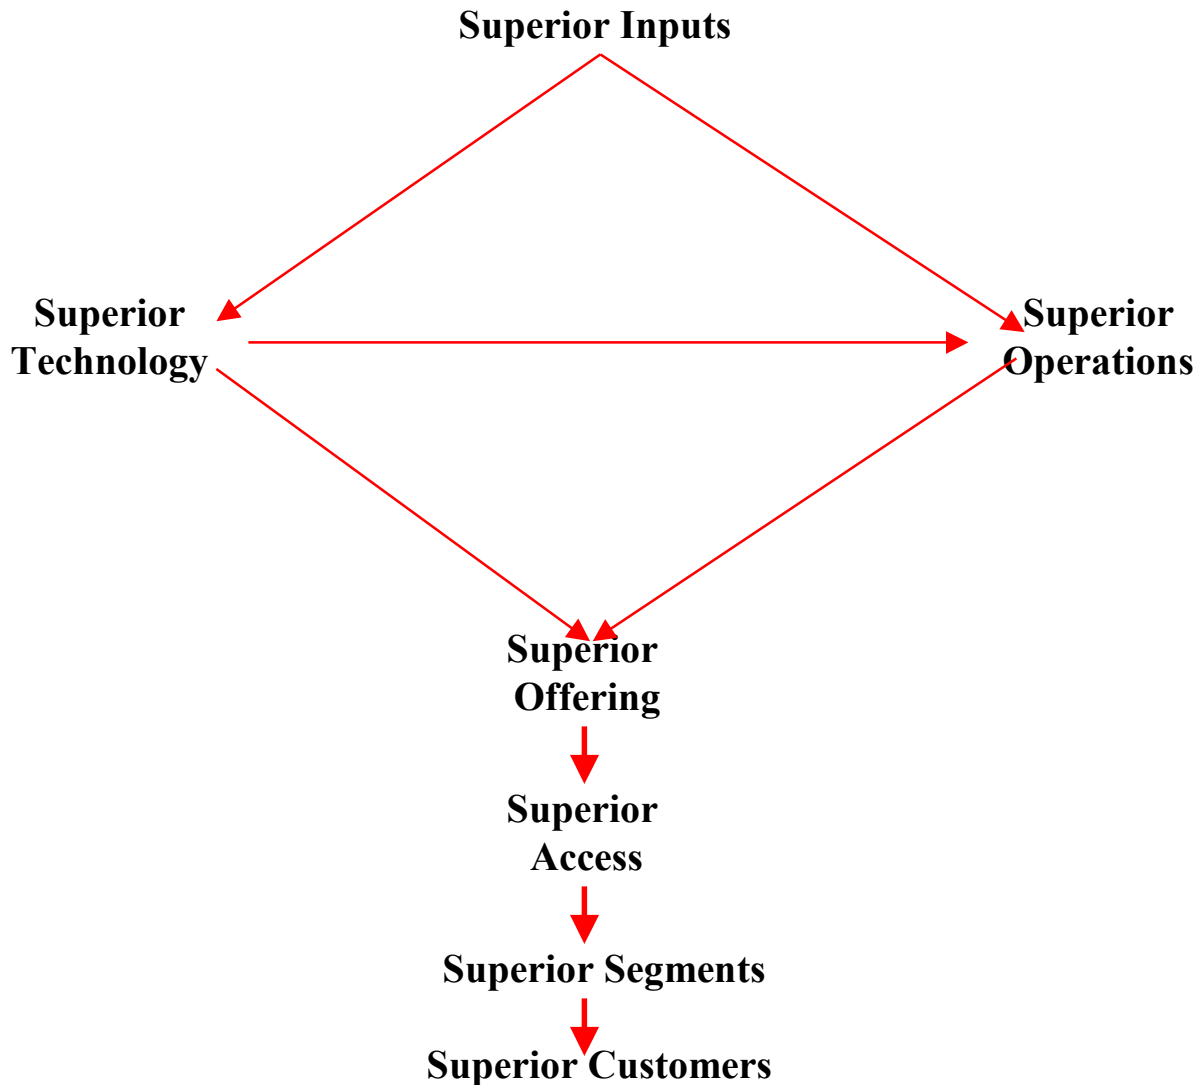 Superior Inputs
Superior
Technology
Superior
Operations
Superior
Offering
Superior
Access
Superior Segments
Superior Customers